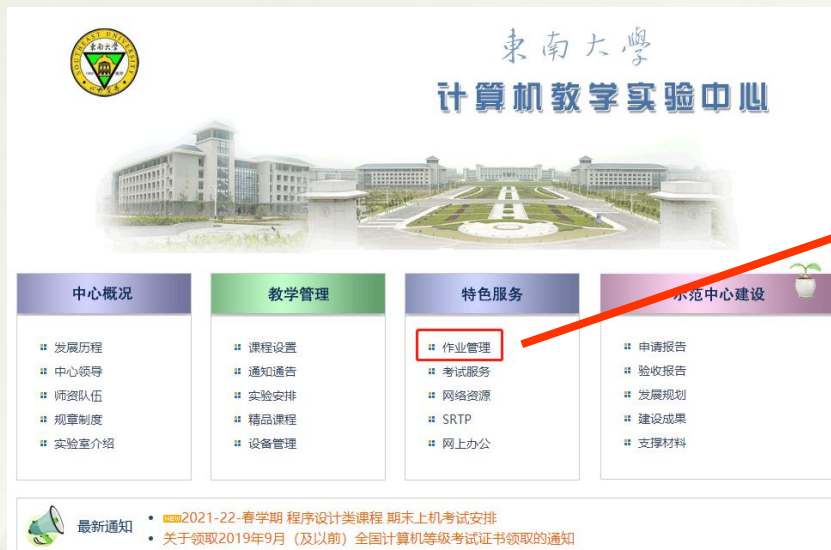 東南大學
计算机教学实验中心
中心概况
发展历程
中心领导
师资队伍
规章制度
实验室介绍
教学管理
课程设置
通知通告
实验安排
精品课程
设备管理
特色服务
作业管理
考试服务
网络资源
SRTP
网上办公
示范中心建设
申请报告
验收报告
发展规划
建设成果
支撑材料
最新通知
NEW 2021-22-春学期 程序设计类课程 期末上机考试安排
关于领取2019年9月（及以前）全国计算机等级考试证书领取的通知